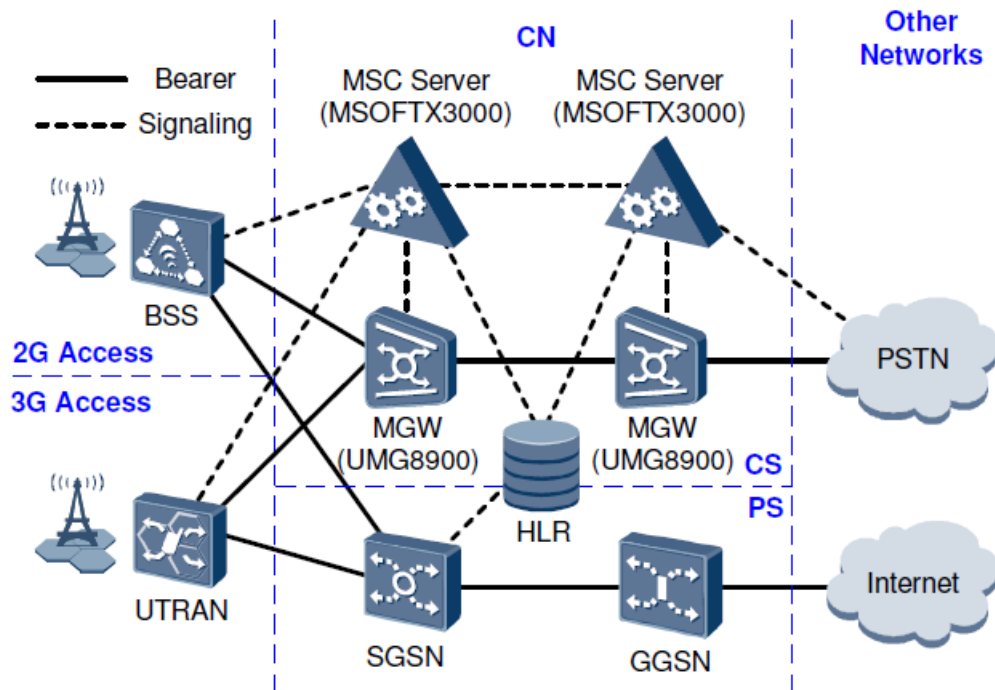 CN
Other
Networks
Bearer
Signaling
MSC Server
(MSOFTX3000)
MSC Server
(MSOFTX3000)
BSS
2G Access
3G Access
MGW
(UMG8900)
MGW
(UMG8900)
PSTN
CS
PS
HLR
UTRAN
SGSN
GGSN
Internet